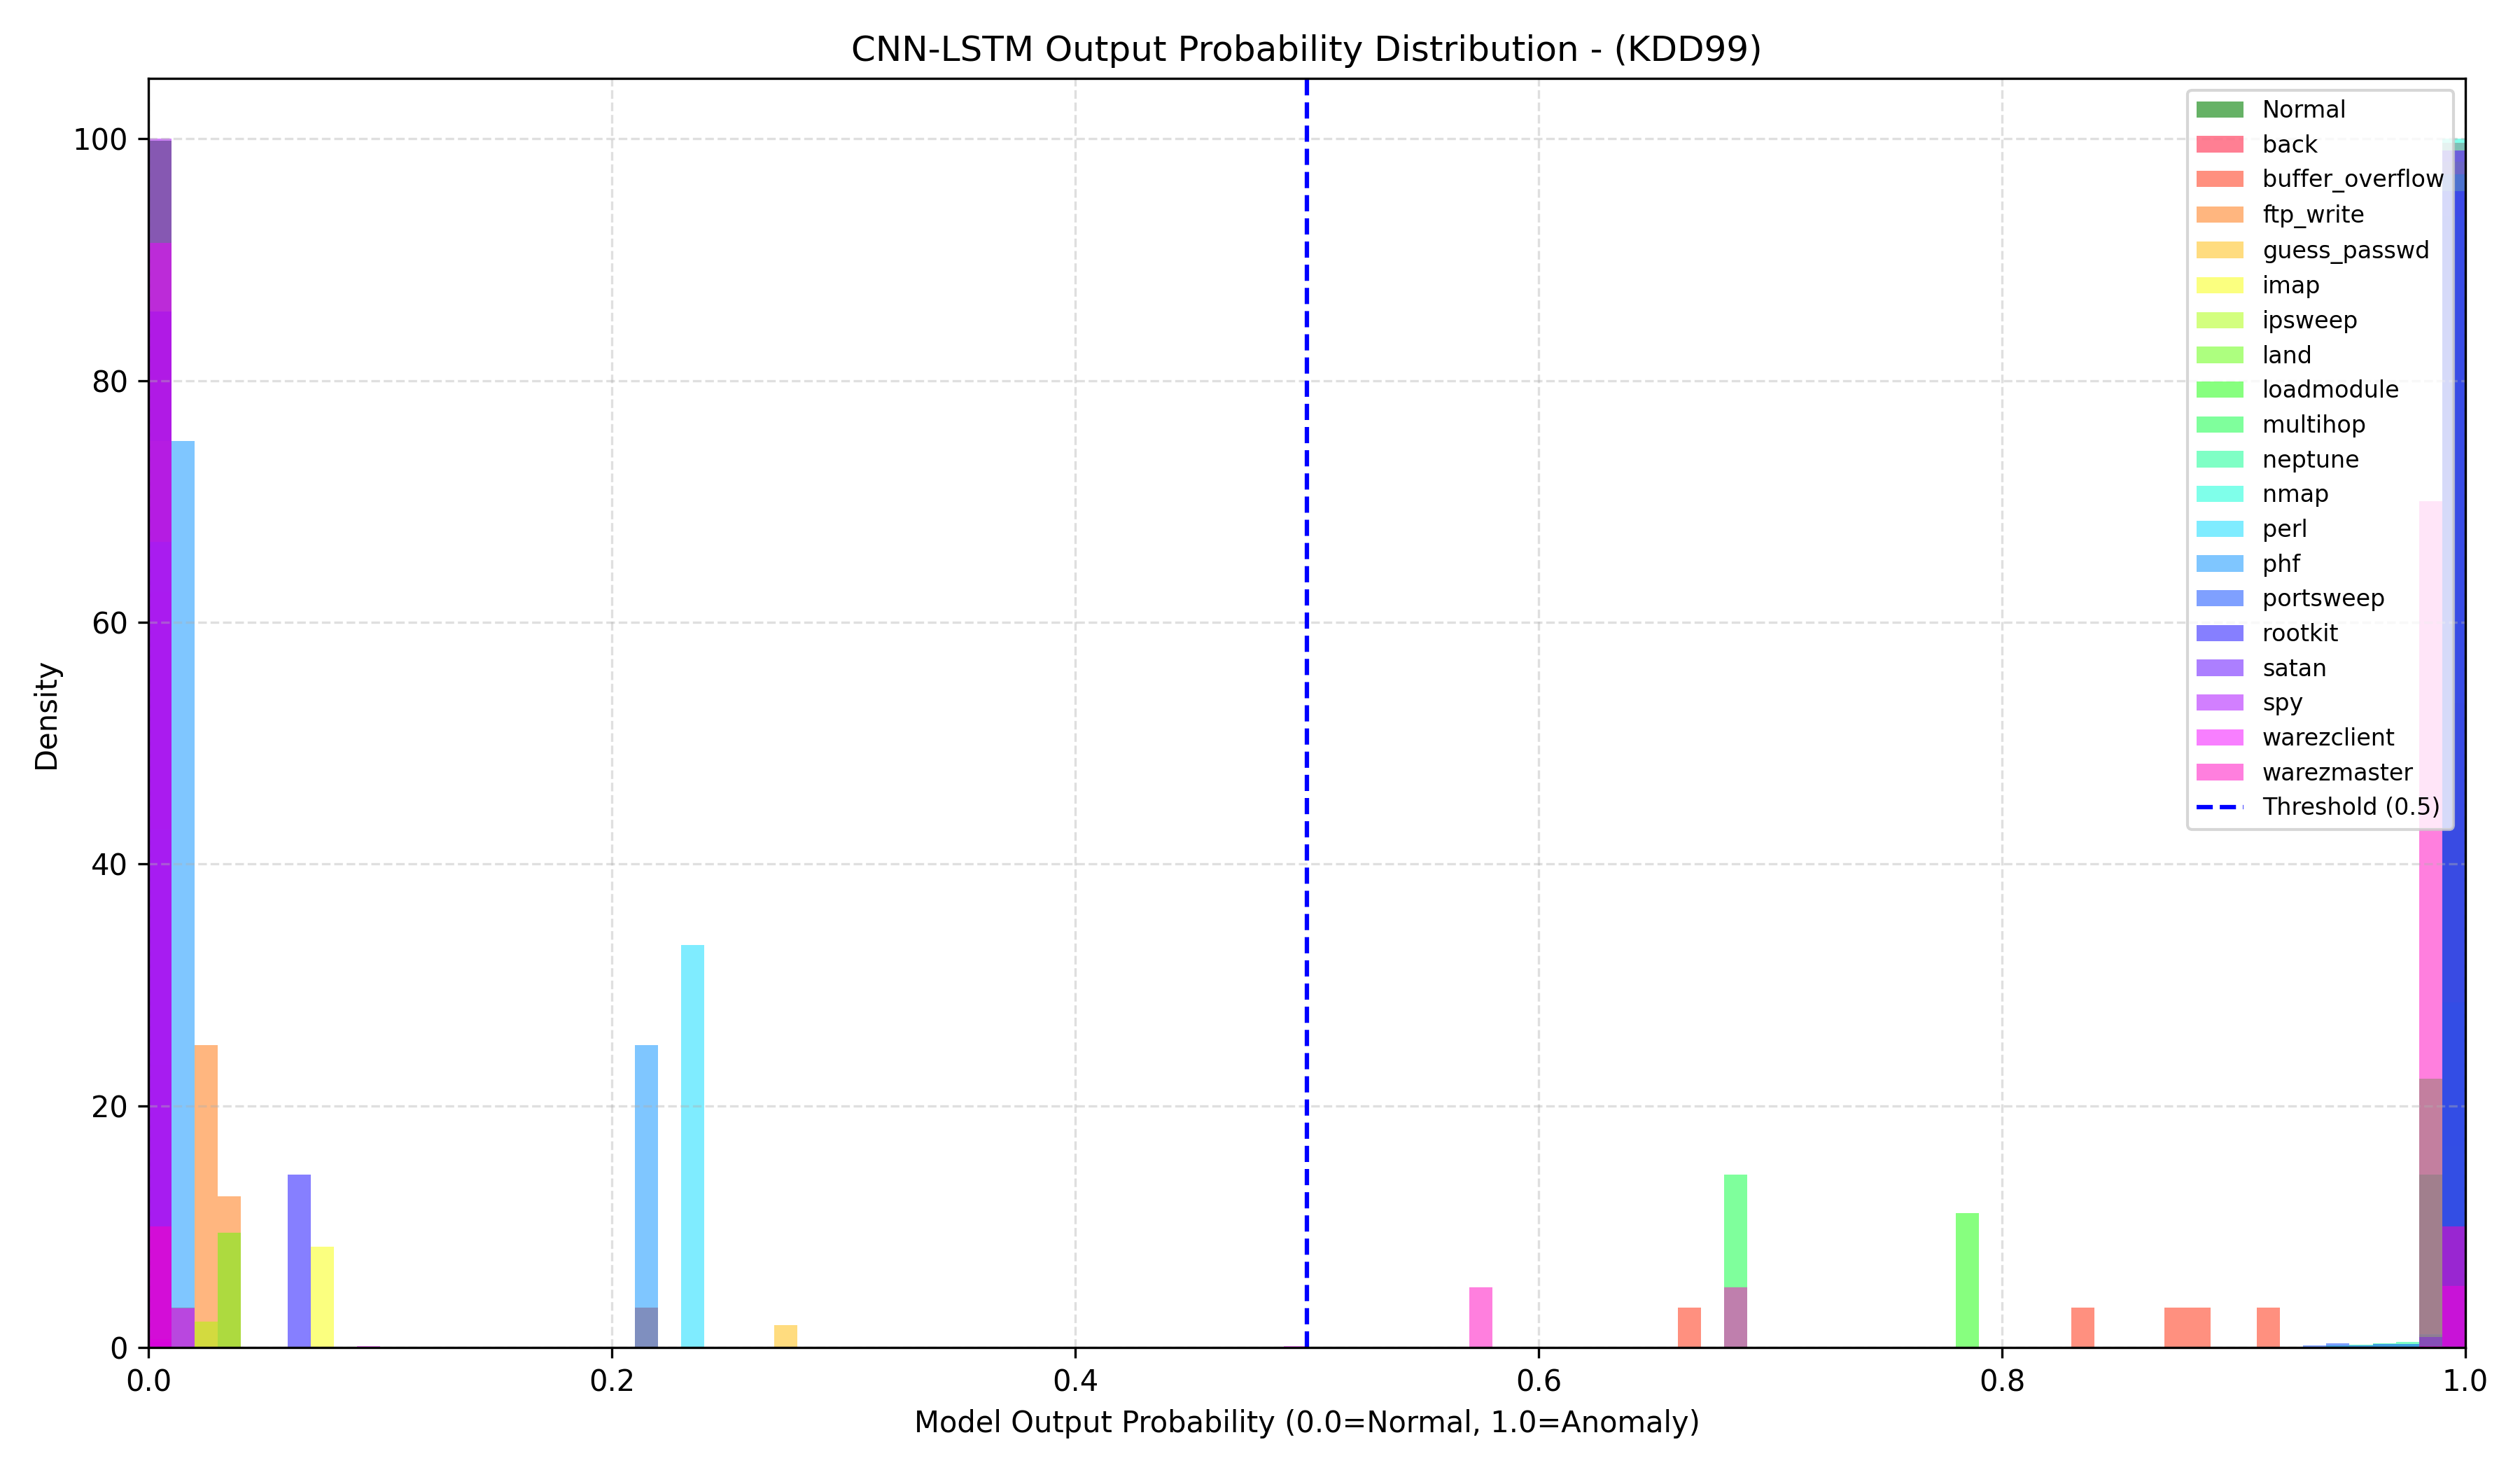 CNN-LSTM Output Probability Distribution - (KDD99)
100
80
60
40
20
0
Density
0.0
0.2
0.4
0.6
0.8
1.0
Model Output Probability (0.0=Normal, 1.0=Anomaly)
Normal
back
buffer_overflow
ftp_write
guess_passwd
imap
ipsweep
land
loadmodule
multihop
neptune
nmap
perl
phf
portsweep
rootkit
satan
spy
warezclient
warezmaster
Threshold (0.5)